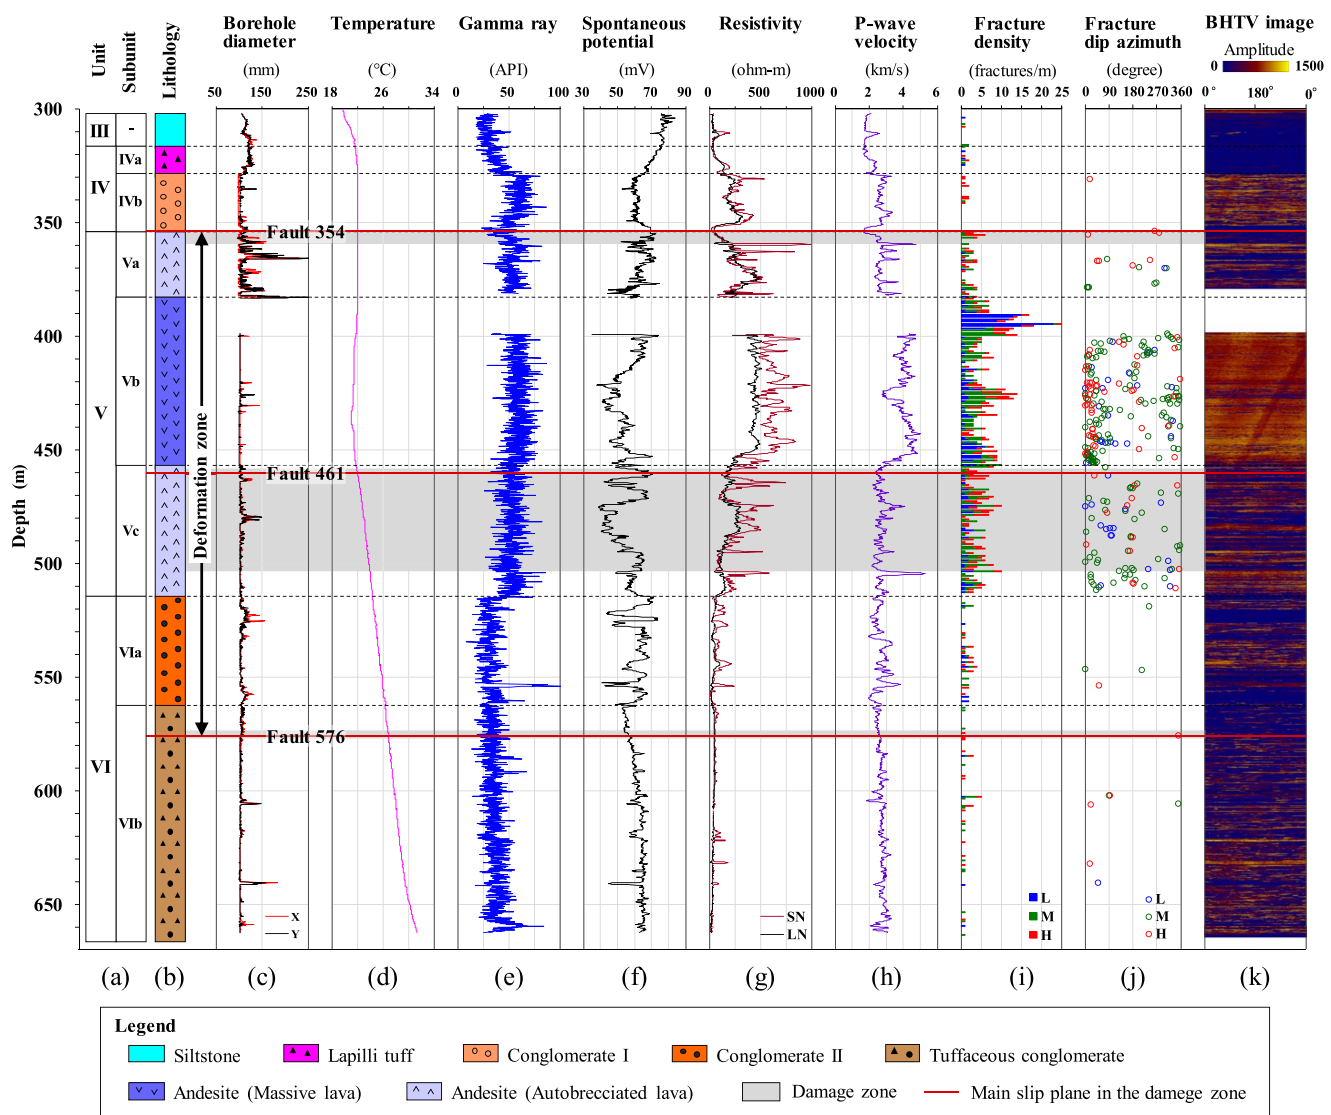 Borehole diameter
Temperature
Gamma ray
Spontaneous potential
Resistivity
P-wave velocity
Fracture density
Fracture dip azimuth
BHTV image
Unit
Subunit
Lithology
(mm)
(°C)
(API)
(mV)
(ohm-m)
(km/s)
(fractures/m)
(degree)
Amplitude
0 1500
50 150 250
18 26 34
0 50 100
30 50 70 90
0 500 1000
0 2 4 6
0 5 10 15 20 25
0 90 180 270 360
0° 180° 0°
Depth (m)
300
350
400
450
500
550
600
650
III
-
IV
IVa
IVb
V
Va
Vb
Vc
VI
VIa
VIb
Deformation zone
Fault 354
Fault 461
Fault 576
X
Y
SN
LN
L
M
H
L
M
H
(a) (b) (c) (d) (e) (f) (g) (h) (i) (j) (k)
Legend
Siltstone
Lapilli tuff
Conglomerate I
Conglomerate II
Tuffaceous conglomerate
Andesite (Massive lava)
Andesite (Autobrecciated lava)
Damage zone
Main slip plane in the damege zone